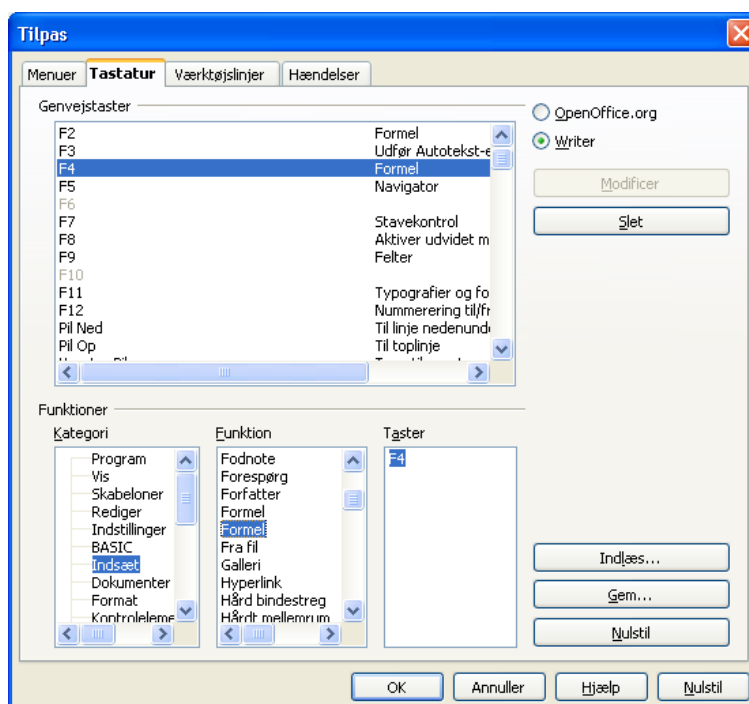 Tilpas
Menuer Tastatur Værktøjslinjer Hændelser
Genvejstaster
F2 Formel
F3 Udfør Autotekst-e
F4 Formel
F5 Navigator
F6
F7 Stavekontrol
F8 Aktiver udvidet m
F9 Felter
F10
F11 Typografier og fo
F12 Nummerering til/fr
Pil Ned Til linje nedenunde
Pil Op Til toplinje
OpenOffice.org
Writer
Modificer
Slet
Funktioner
Kategori
Program
Vis
Skabeloner
Rediger
Indstillinger
BASIC
Indsæt
Dokumenter
Format
Kontroleleme
Funktion
Fodnote
Forespørg
Forfatter
Formel
Formel
Fra fil
Galleri
Hyperlink
Hård bindestreg
Hårdt mellemrum
Taster
F4
Indlæs...
Gem...
Nulstil
OK Annuller Hjælp Nulstil